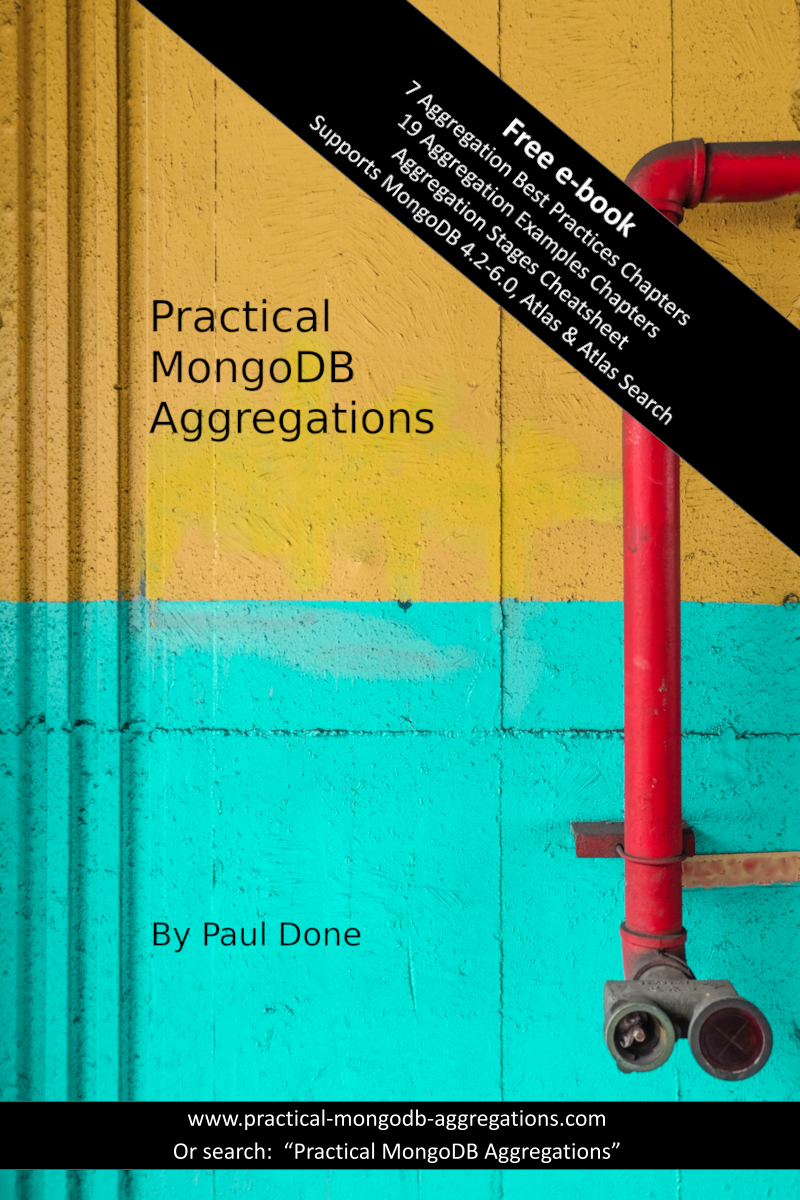 Free e-book
7 Aggregation Best Practices Chapters
19 Aggregation Examples Chapters
Aggregation Stages Cheatsheet
Supports MongoDB 4.2-6.0, Atlas & Atlas Search
Practical
MongoDB
Aggregations
By Paul Done
www.practical-mongodb-aggregations.com
Or search: “Practical MongoDB Aggregations”